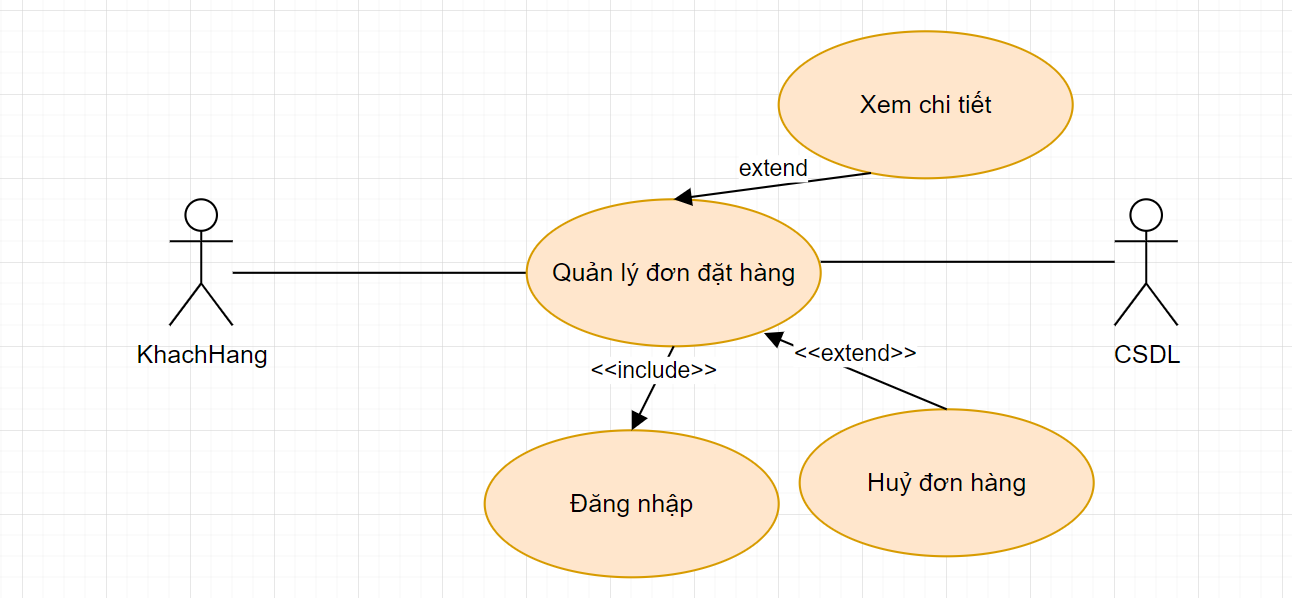 Xem chi tiết
extend
Quản lý đơn đặt hàng
KhachHang
CSDL
<<include>>
<<extend>>
Đăng nhập
Huỷ đơn hàng